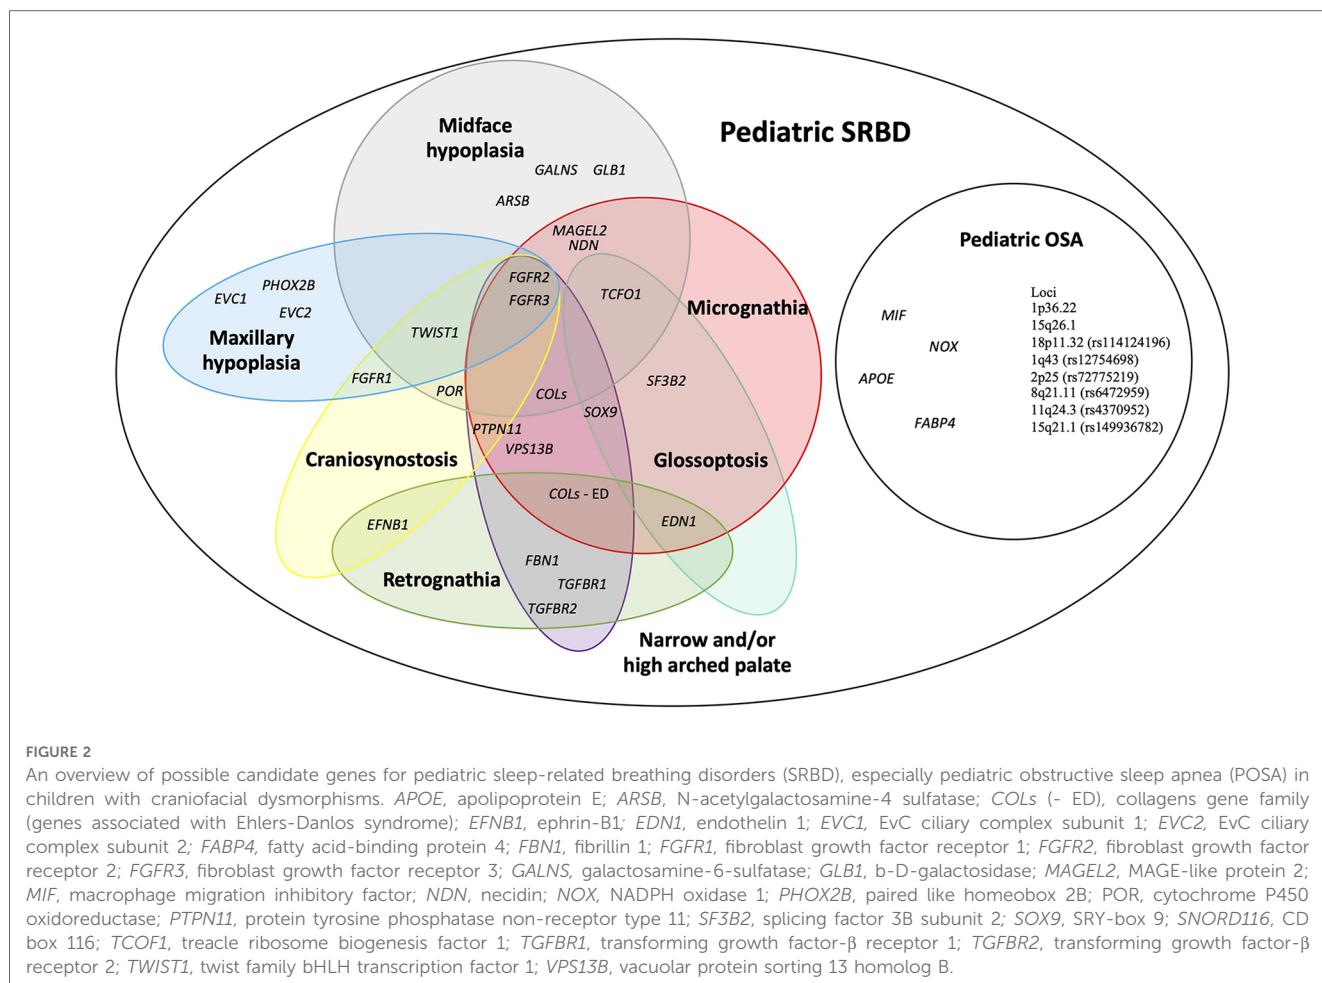 Pediatric SRBD
Midface
hypoplasia
GALNS
GLB1
ARSB
MAGEL2
NDN
FGFR2
FGFR3
TCFO1
Micrognathia
PHOX2B
EVC1
EVC2
Maxillary
hypoplasia
TWIST1
FGFR1
POR
COLs
SF3B2
SOX9
PTPN11
VPS13B
Craniosynostosis
Glossoptosis
COLs - ED
EDN1
EFNB1
FBN1
Retrognathia
TGFBR1
TGFBR2
Narrow and/or
high arched palate
Pediatric OSA
MIF
NOX
APOE
FABP4
Loci
1p36.22
15q26.1
18p11.32 (rs114124196)
1q43 (rs12754698)
2p25 (rs72775219)
8q21.11 (rs6472959)
11q24.3 (rs4370952)
15q21.1 (rs149936782)
FIGURE 2
An overview of possible candidate genes for pediatric sleep-related breathing disorders (SRBD), especially pediatric obstructive sleep apnea (POSA) in
children with craniofacial dysmorphisms. APOE, apolipoprotein E; ARSB, N-acetylgalactosamine-4 sulfatase; COLs (- ED), collagens gene family
(genes associated with Ehlers-Danlos syndrome); EFNB1, ephrin-B1; EDN1, endothelin 1; EVC1, EvC ciliary complex subunit 1; EVC2, EvC ciliary
complex subunit 2; FABP4, fatty acid-binding protein 4; FBN1, fibrillin 1; FGFR1, fibroblast growth factor receptor 1; FGFR2, fibroblast growth factor
receptor 2; FGFR3, fibroblast growth factor receptor 3; GALNS, galactosamine-6-sulfatase; GLB1, b-D-galactosidase; MAGEL2, MAGE-like protein 2;
MIF, macrophage migration inhibitory factor; NDN, necidin; NOX, NADPH oxidase 1; PHOX2B, paired like homeobox 2B; POR, cytochrome P450
oxidoreductase; PTPN11, protein tyrosine phosphatase non-receptor type 11; SF3B2, splicing factor 3B subunit 2; SOX9, SRY-box 9; SNORD116, CD
box 116; TCOF1, treacle ribosome biogenesis factor 1; TGFBR1, transforming growth factor-β receptor 1; TGFBR2, transforming growth factor-β
receptor 2; TWIST1, twist family bHLH transcription factor 1; VPS13B, vacuolar protein sorting 13 homolog B.